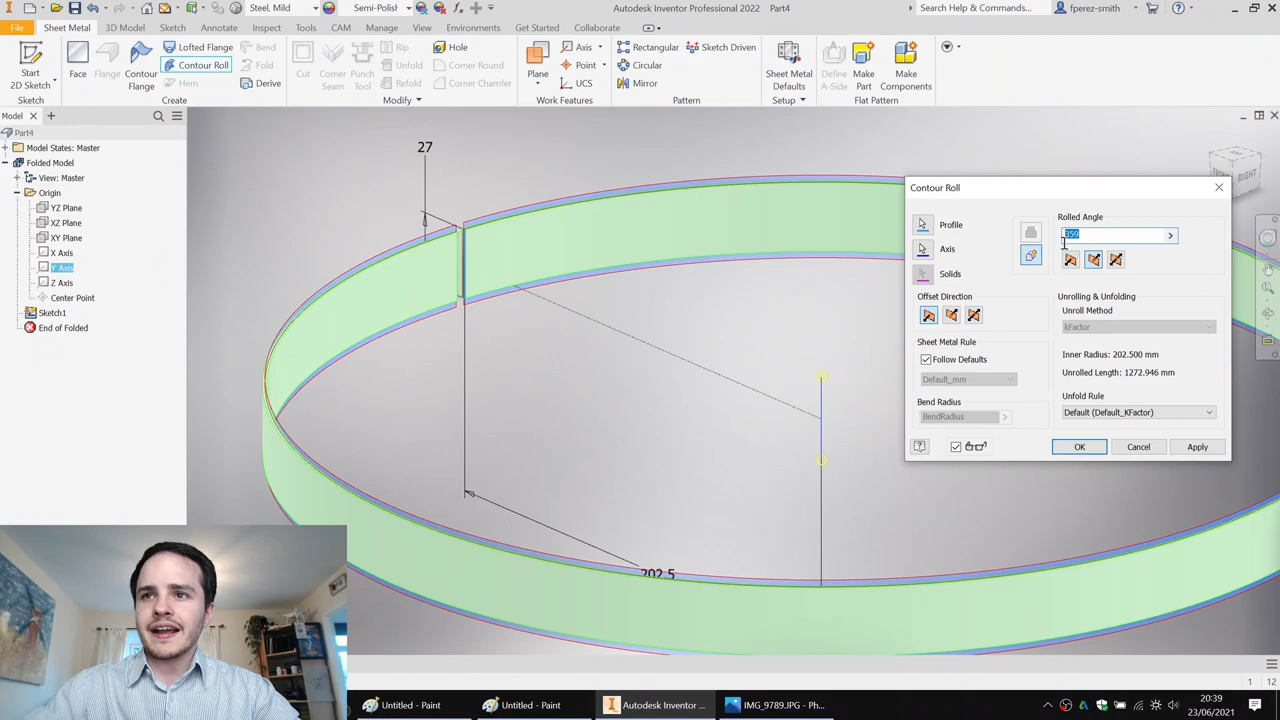 Steel, Mild
Semi-Polish
Autodesk Inventor Professional 2022 Part4
Search Help & Commands...
fperez-smith
File Sheet Metal 3D Model Sketch Annotate Inspect Tools CAM Manage View Environments Get Started Collaborate
Start
2D Sketch
Sketch
Face
Flange
Contour
Flange
Lofted Flange
Contour Roll
Hem
Bend
Fold
Derive
Create
Cut
Corner
Seam
Punch
Tool
Rip
Unfold
Refold
Hole
Corner Round
Corner Chamfer
Modify
Plane
Axis
Point
UCS
Work Features
Rectangular
Circular
Mirror
Sketch Driven
Pattern
Sheet Metal
Defaults
Setup
Define
A-Side
Make
Part
Make
Components
Flat Pattern
Model
Part4
Model States: Master
Folded Model
View: Master
Origin
YZ Plane
XZ Plane
XY Plane
X Axis
Y Axis
Z Axis
Center Point
Sketch1
End of Folded
27
202.5
RIGHT
Contour Roll
Profile
Axis
Solids
Rolled Angle
359
Offset Direction
Sheet Metal Rule
Follow Defaults
Default_mm
Bend Radius
BendRadius
Unrolling & Unfolding
Unroll Method
kFactor
Inner Radius: 202.500 mm
Unrolled Length: 1272.946 mm
Unfold Rule
Default (Default_KFactor)
OK Cancel Apply
1 12
Untitled - Paint
Untitled - Paint
Autodesk Inventor ...
IMG_9789.JPG - Ph...
20:39
23/06/2021